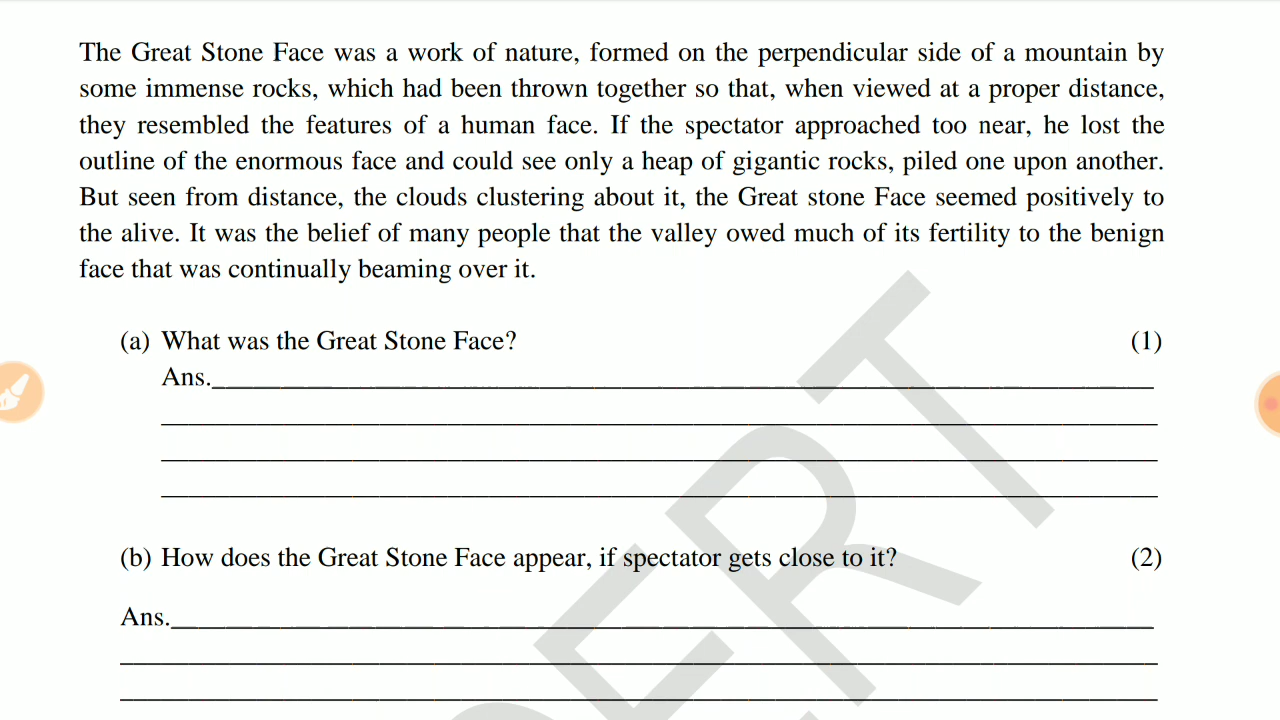 The Great Stone Face was a work of nature, formed on the perpendicular side of a mountain by
some immense rocks, which had been thrown together so that, when viewed at a proper distance,
they resembled the features of a human face. If the spectator approached too near, he lost the
outline of the enormous face and could see only a heap of gigantic rocks, piled one upon another.
But seen from distance, the clouds clustering about it, the Great stone Face seemed positively to
the alive. It was the belief of many people that the valley owed much of its fertility to the benign
face that was continually beaming over it.
(a) What was the Great Stone Face? (1)
Ans.
(b) How does the Great Stone Face appear, if spectator gets close to it? (2)
Ans.